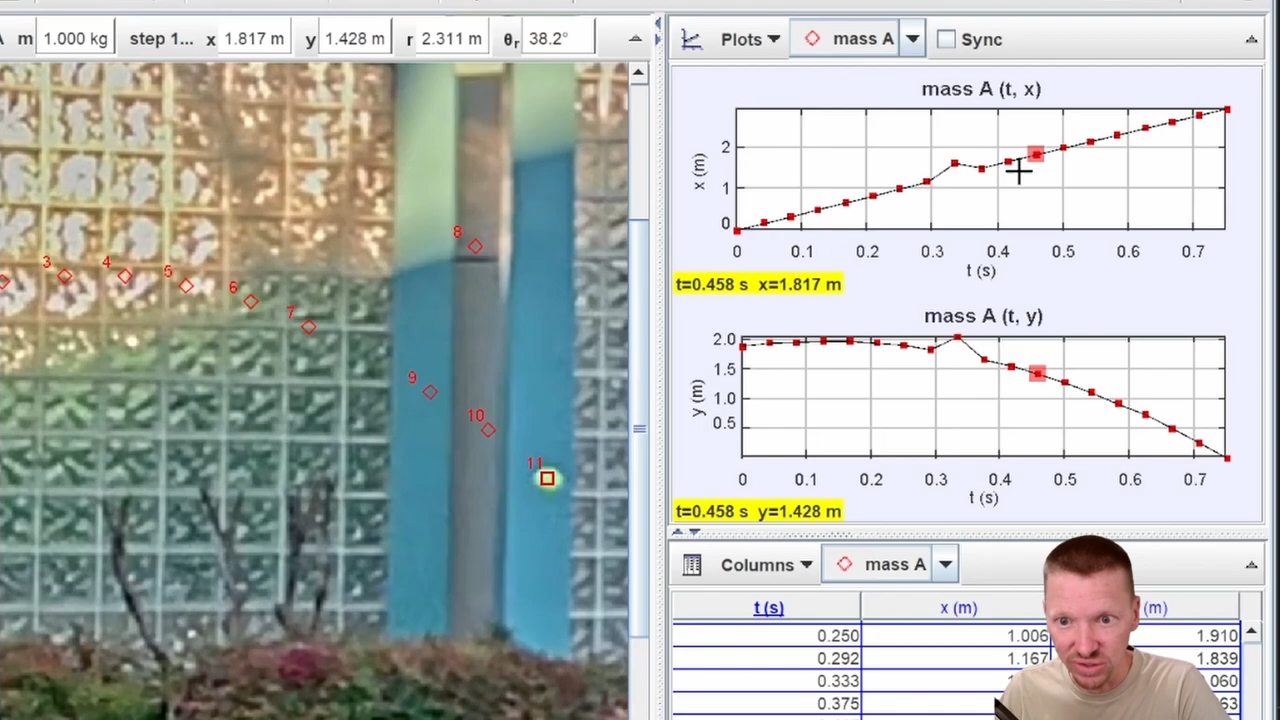 m 1.000 kg step 1... x 1.817 m y 1.428 m r 2.311 m θr 38.2°
Plots mass A Sync
mass A (t, x)
x (m)
2
1
0
0 0.1 0.2 0.3 0.4 0.5 0.6 0.7
t (s)
t=0.458 s x=1.817 m
mass A (t, y)
y (m)
2.0
1.5
1.0
0.5
0 0.1 0.2 0.3 0.4 0.5 0.6 0.7
t (s)
t=0.458 s y=1.428 m
3
4
5
6
7
8
9
10
11
Columns mass A
t (s) x (m) (m)
0.250 1.006 1.910
0.292 1.167 1.839
0.333 060
0.375 63